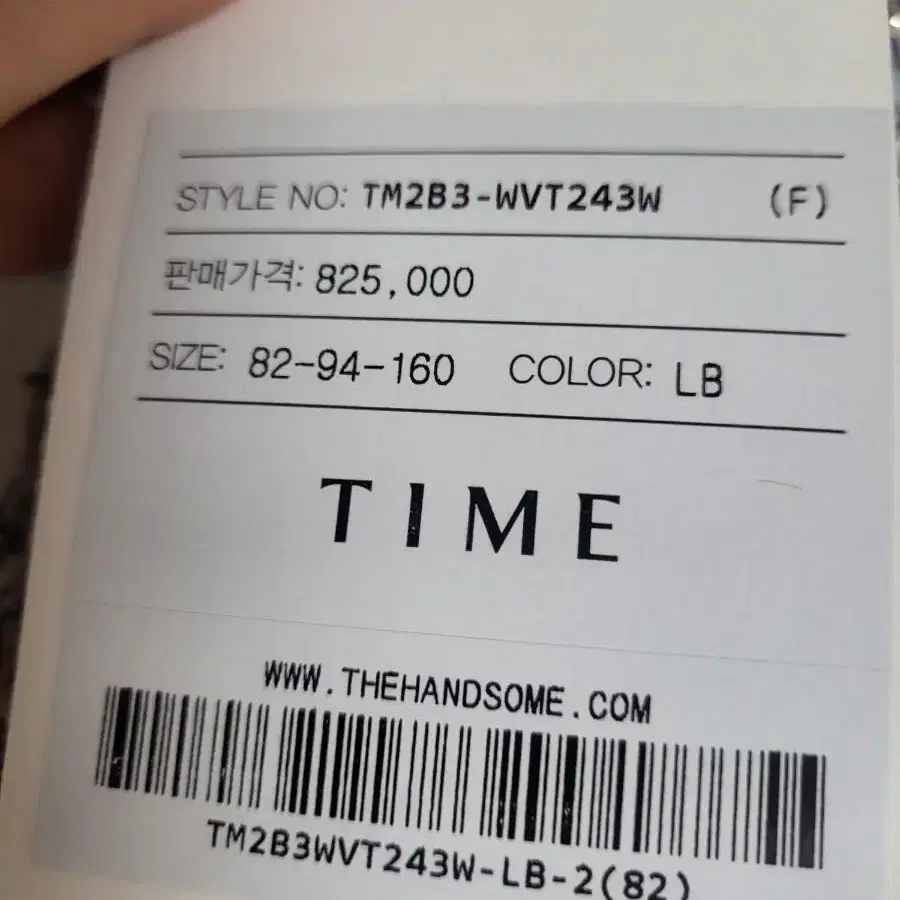 STYLE NO: TM2B3-WVT243W (F)
판매가격: 825,000
SIZE: 82-94-160 COLOR: LB
TIME
WWW.THEHANDSOME.COM
TM2B3WVT243W-LB-2(82)